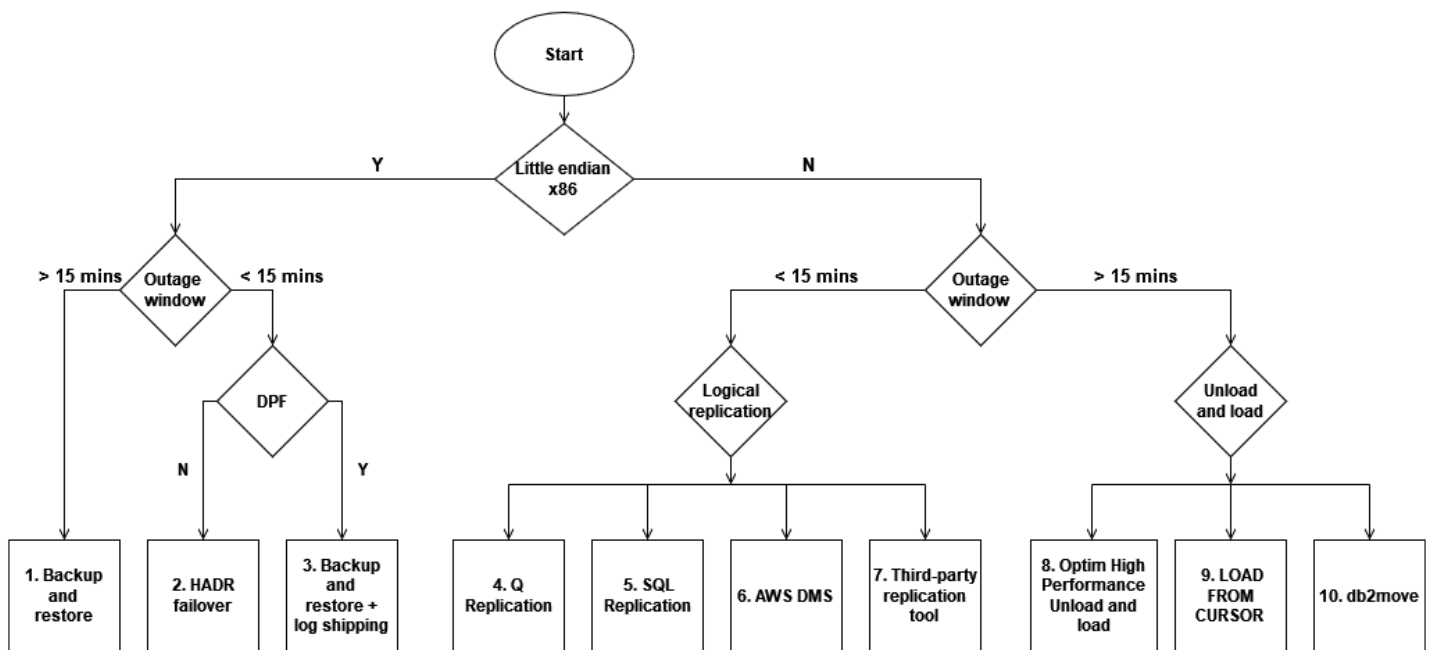 Start
Little endian
x86
Y
N
> 15 mins
Outage
window
< 15 mins
< 15 mins
Outage
window
> 15 mins
DPF
Logical
replication
Unload
and load
N
Y
1. Backup
and
restore
2. HADR
failover
3. Backup
and
restore +
log shipping
4. Q
Replication
5. SQL
Replication
6. AWS DMS
7. Third-party
replication
tool
8. Optim High
Performance
Unload and
load
9. LOAD
FROM
CURSOR
10. db2move